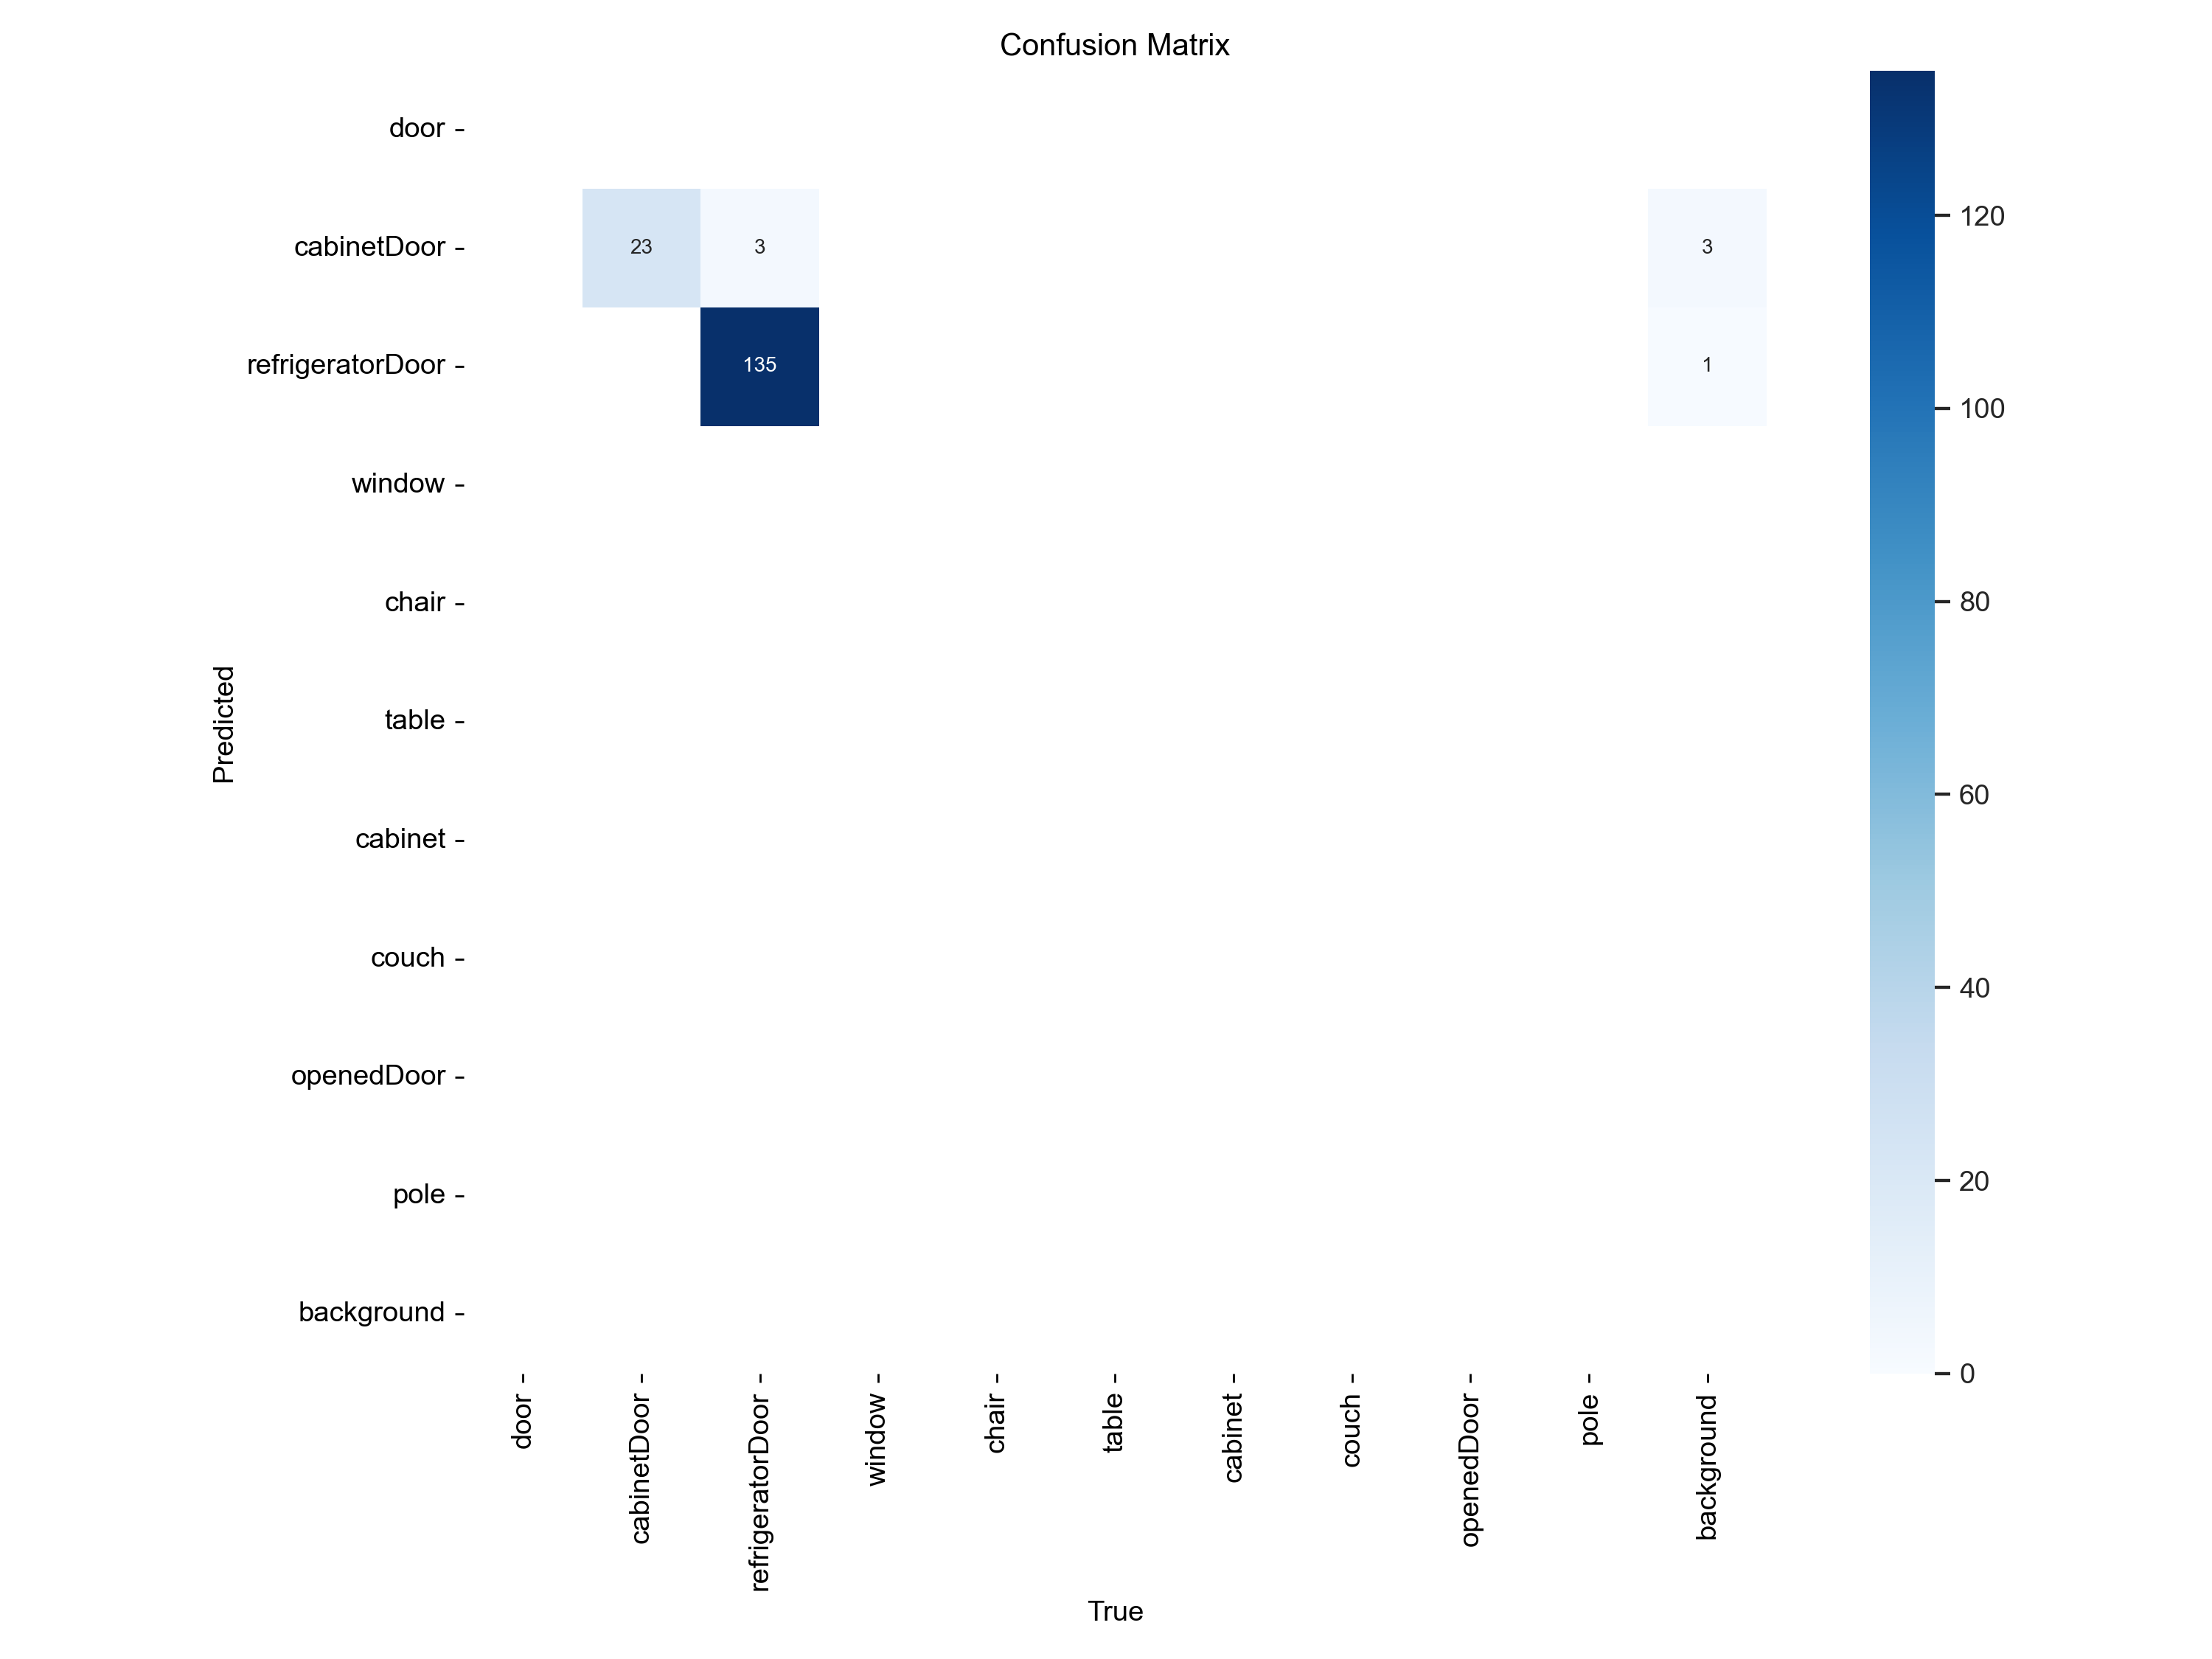 Confusion Matrix
door
cabinetDoor
23
3
3
refrigeratorDoor
135
1
window
chair
table
cabinet
couch
openedDoor
pole
background
Predicted
door
cabinetDoor
refrigeratorDoor
window
chair
table
cabinet
couch
openedDoor
pole
background
True
120
100
80
60
40
20
0